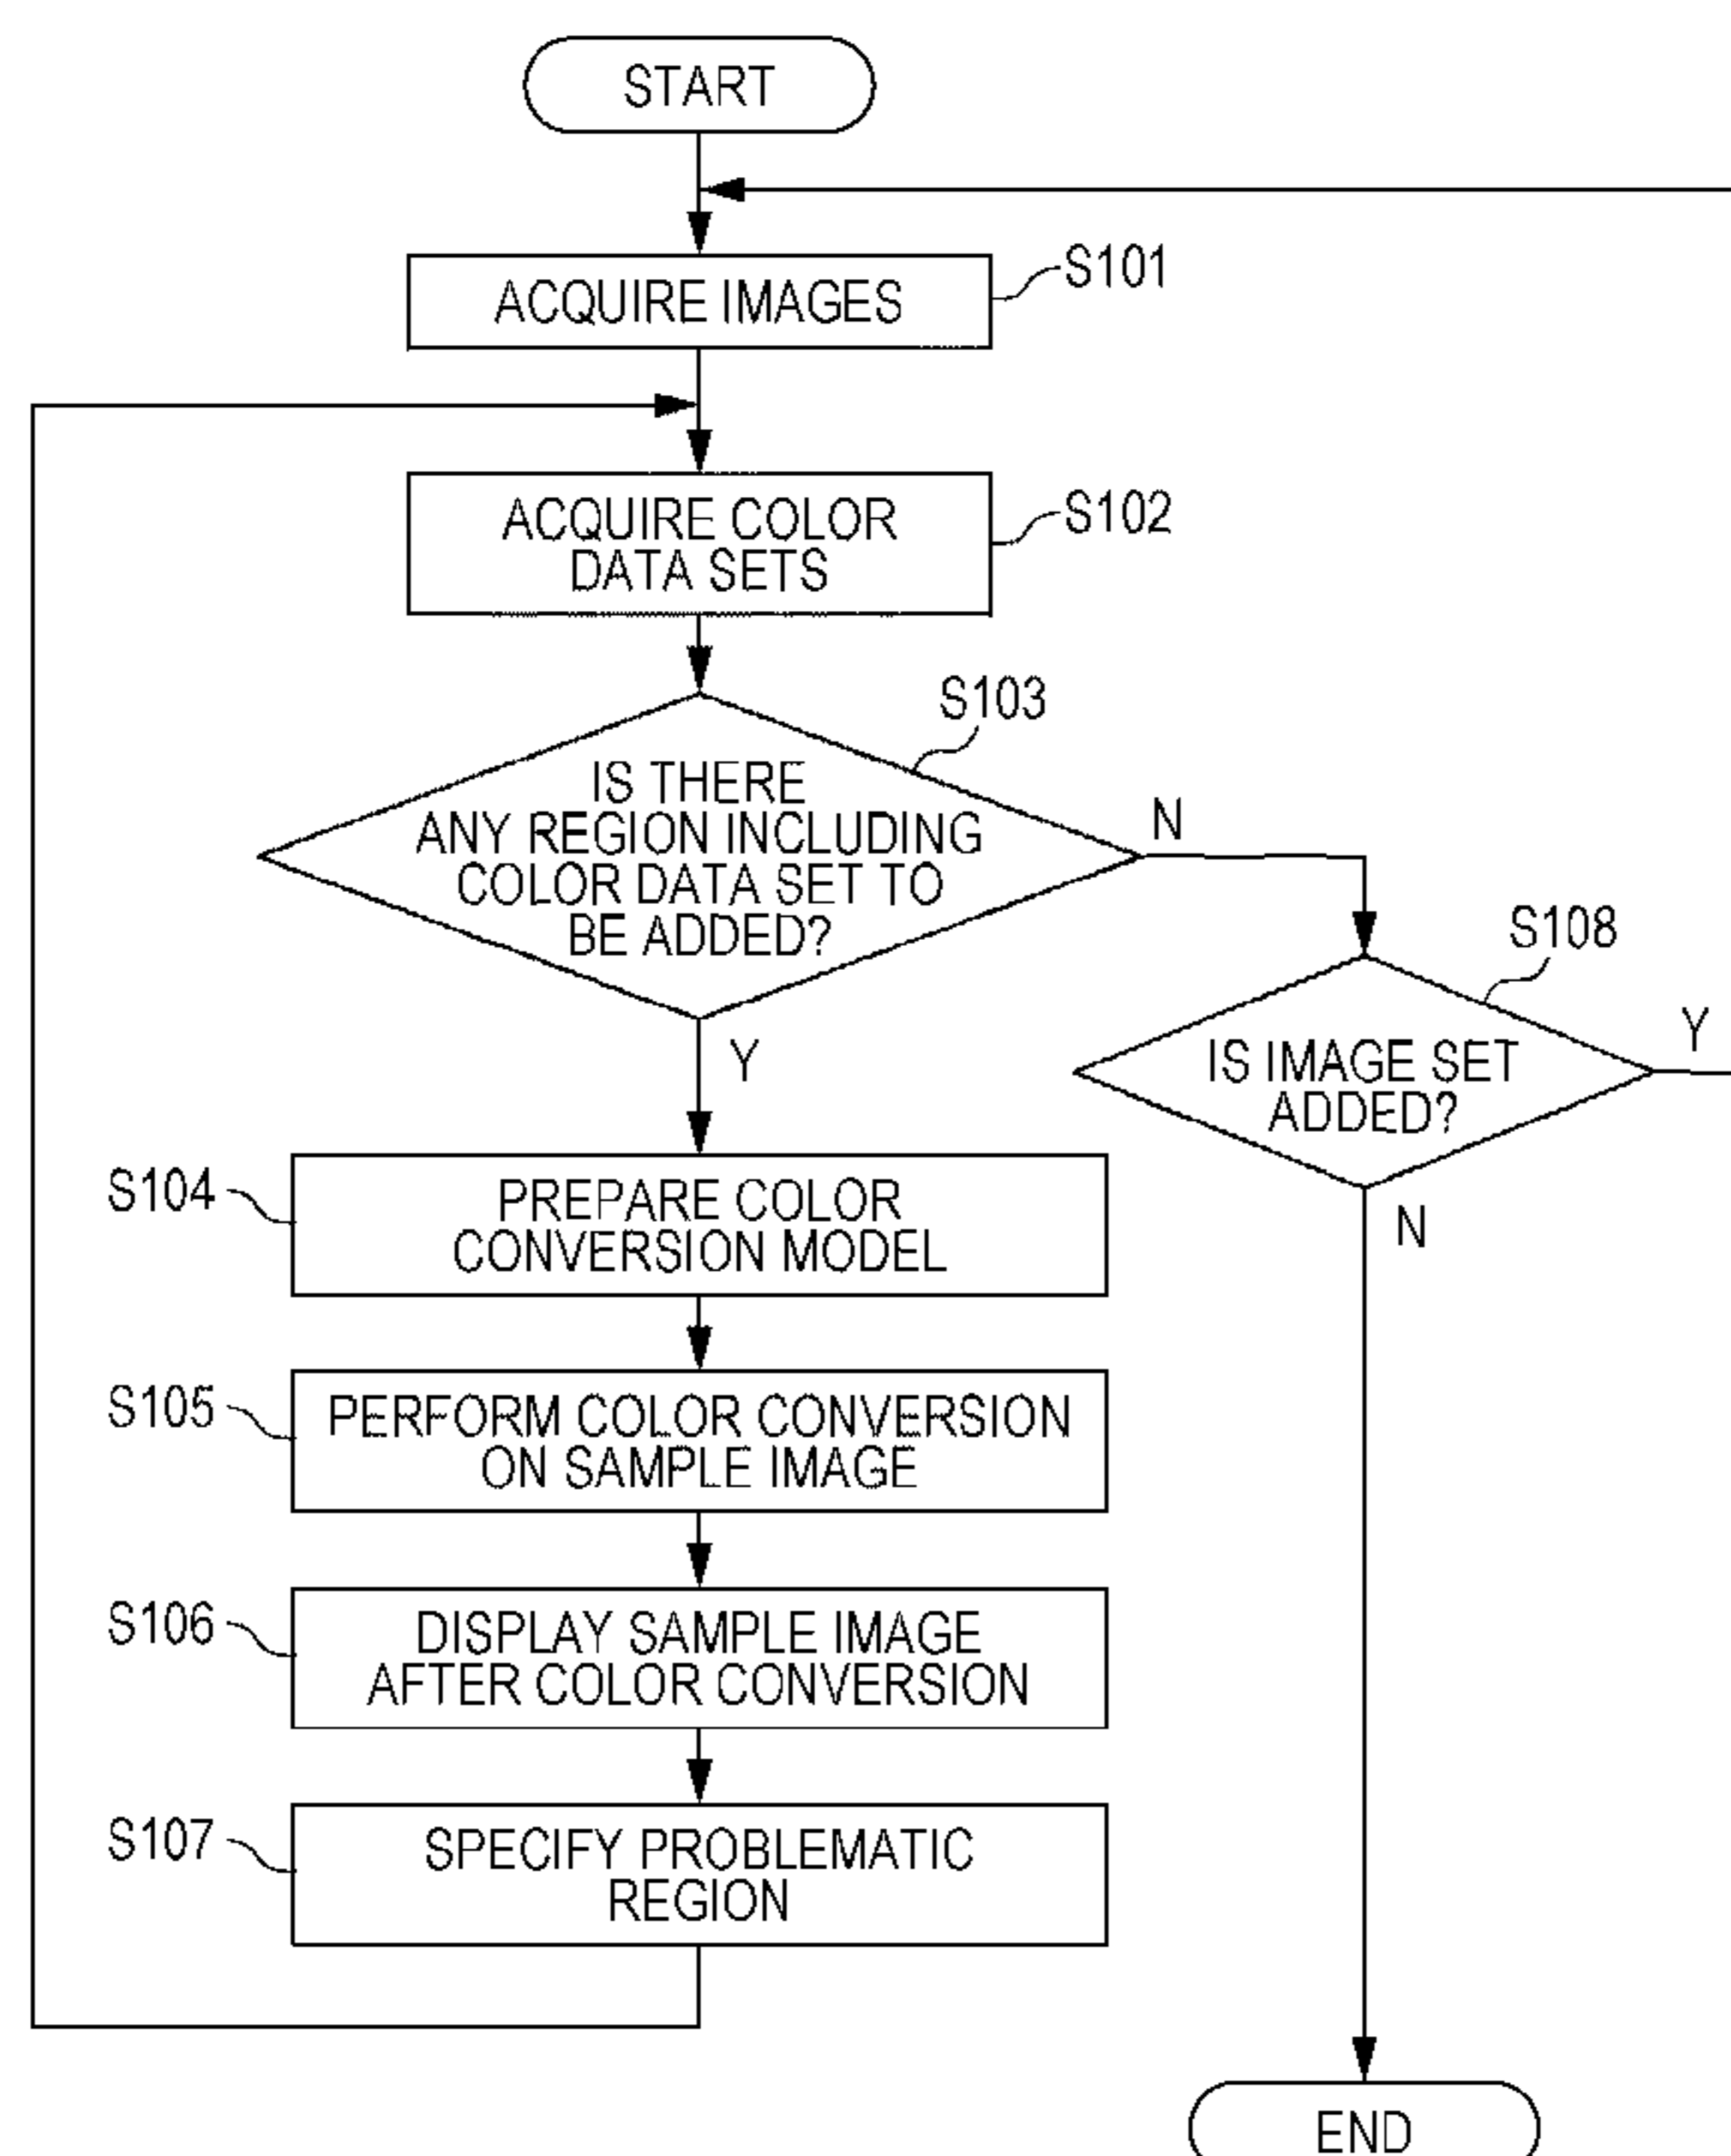 START
ACQUIRE IMAGES
S101
ACQUIRE COLOR
DATA SETS
S102
S103
IS THERE
ANY REGION INCLUDING
COLOR DATA SET TO
BE ADDED?
N
Y
S108
IS IMAGE SET
ADDED?
Y
N
S104
PREPARE COLOR
CONVERSION MODEL
S105
PERFORM COLOR CONVERSION
ON SAMPLE IMAGE
S106
DISPLAY SAMPLE IMAGE
AFTER COLOR CONVERSION
S107
SPECIFY PROBLEMATIC
REGION
END